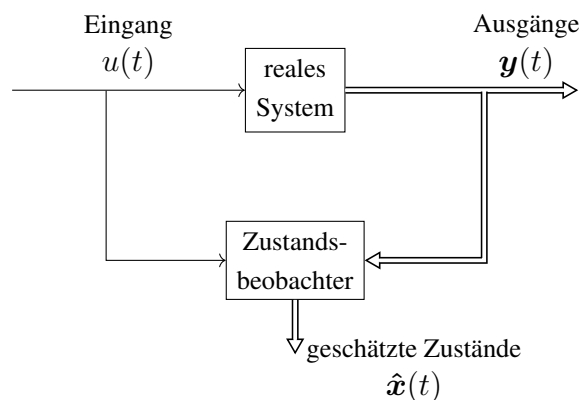 Eingang
u(t)
reales
System
Ausgänge
y(t)
Zustands-
beobachter
geschätzte Zustände
x̂(t)